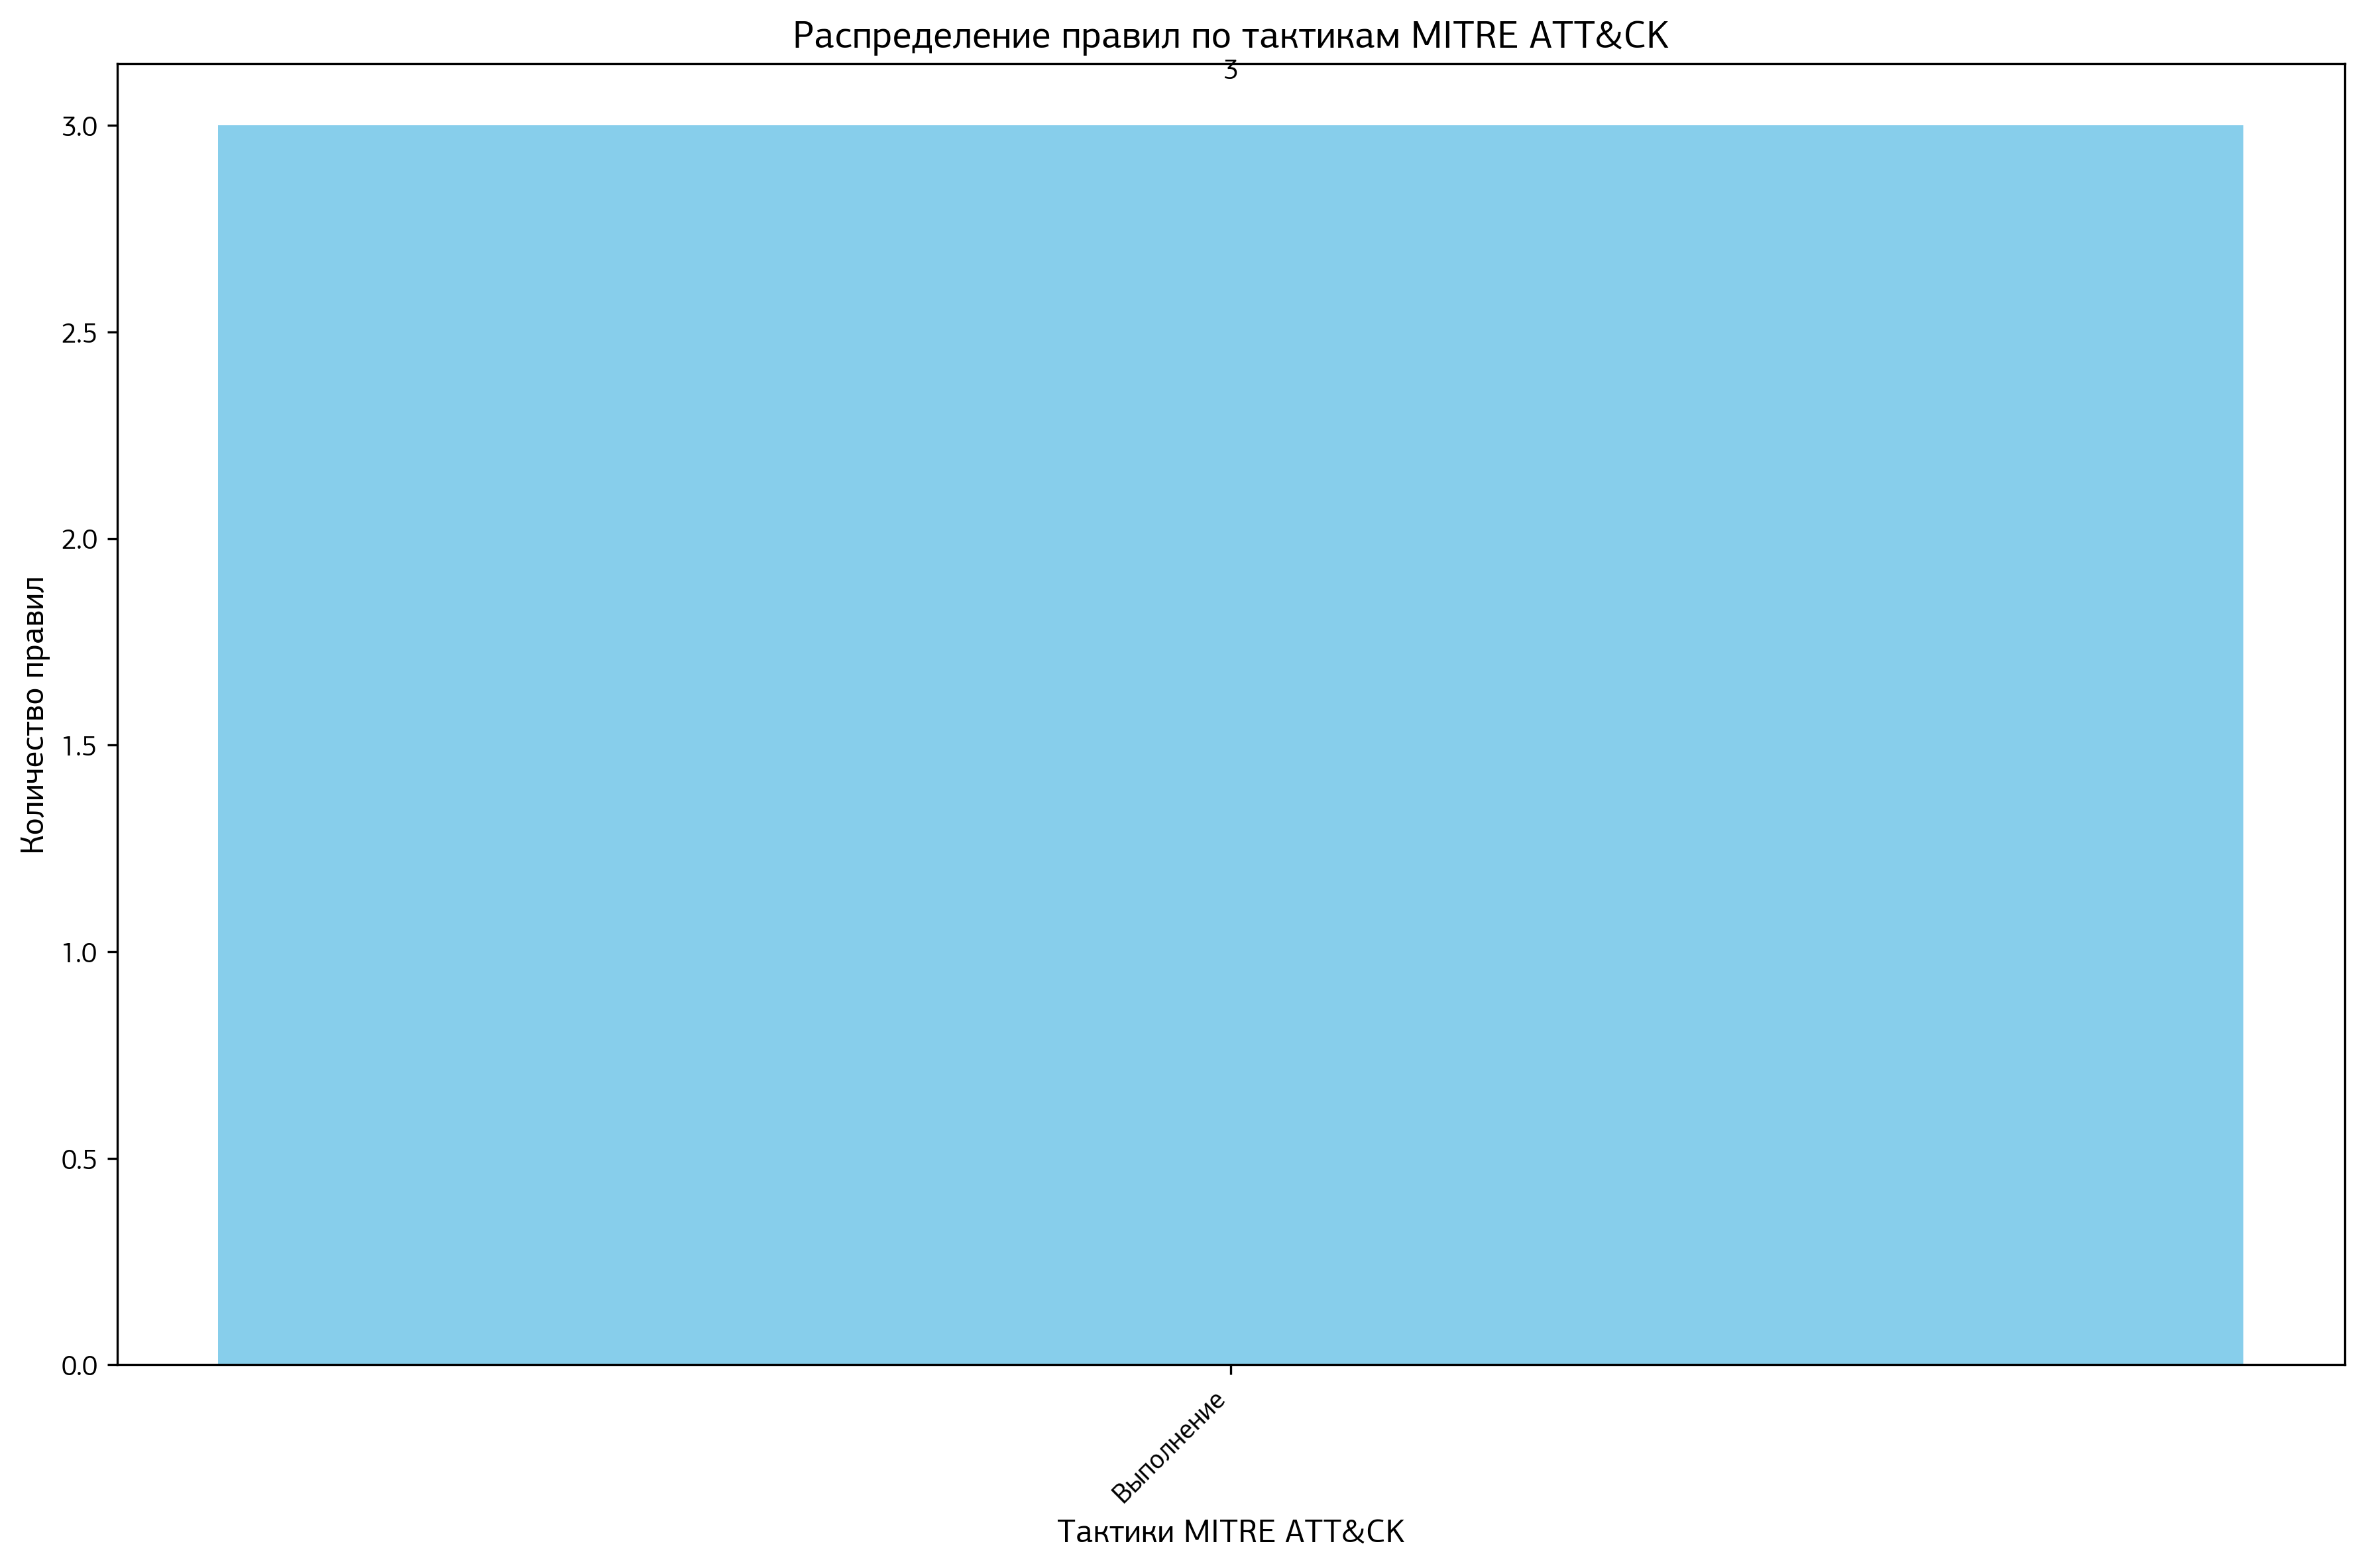 Распределение правил по тактикам MITRE ATT&CK
3
3.0
2.5
2.0
1.5
1.0
0.5
0.0
Количество правил
Выполнение
Тактики MITRE ATT&CK